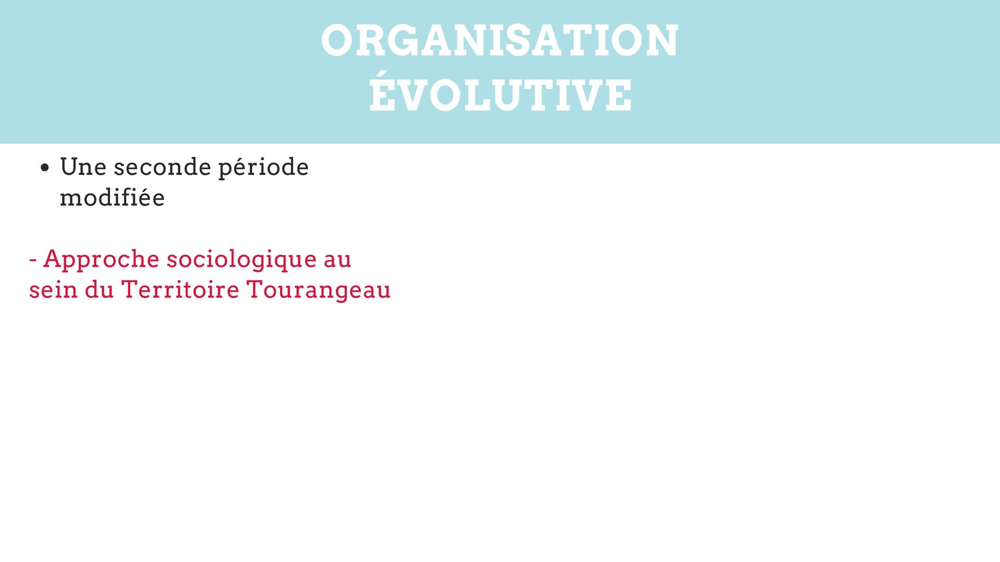 ORGANISATION
ÉVOLUTIVE
• Une seconde période
modifiée
- Approche sociologique au
sein du Territoire Tourangeau